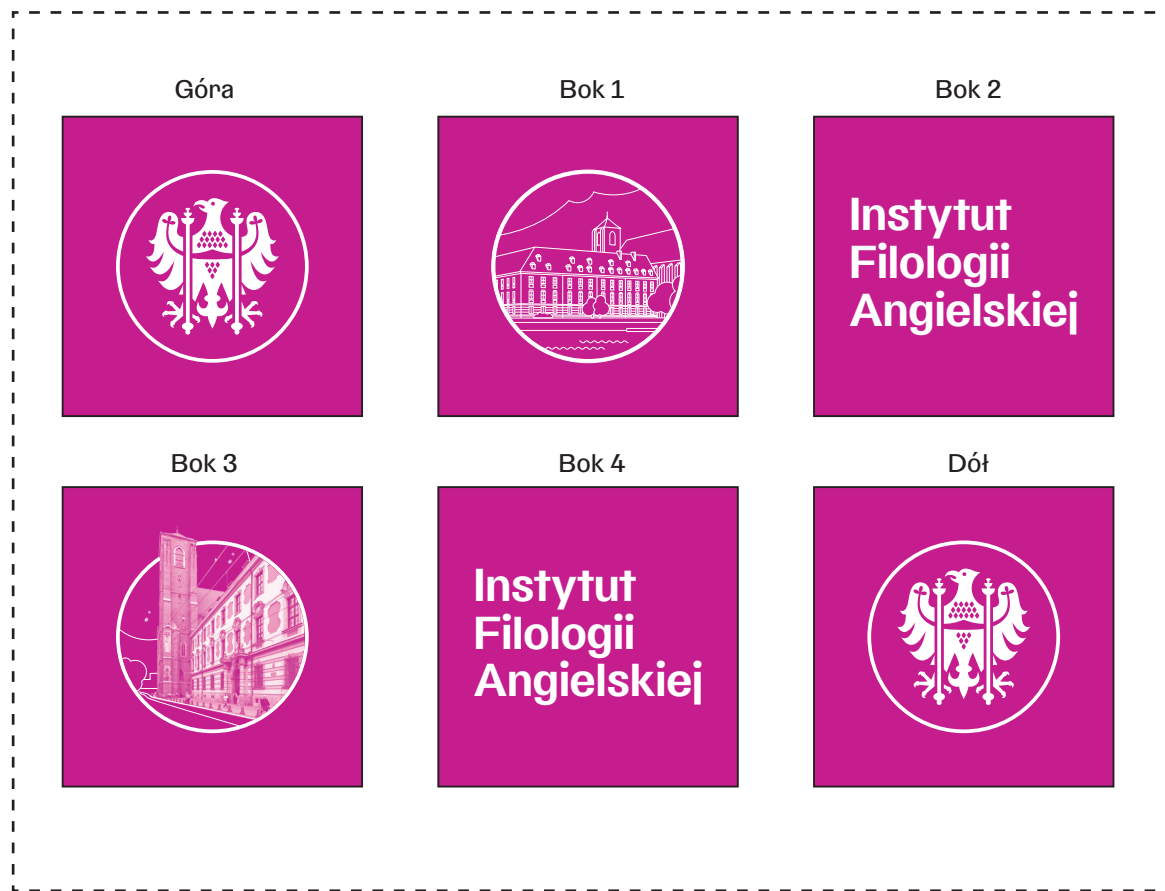 Góra
Bok 1
Bok 2
Instytut
Filologii
Angielskiej
Bok 3
Bok 4
Dół
Instytut
Filologii
Angielskiej